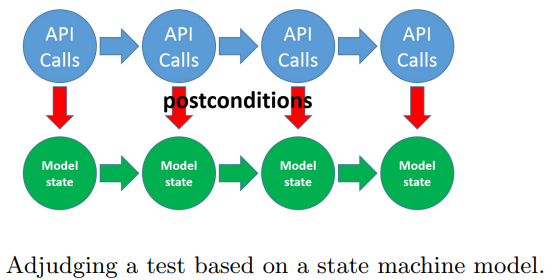 API
Calls
API
Calls
API
Calls
API
Calls
postconditions
Model
state
Model
state
Model
state
Model
state
Adjudging a test based on a state machine model.